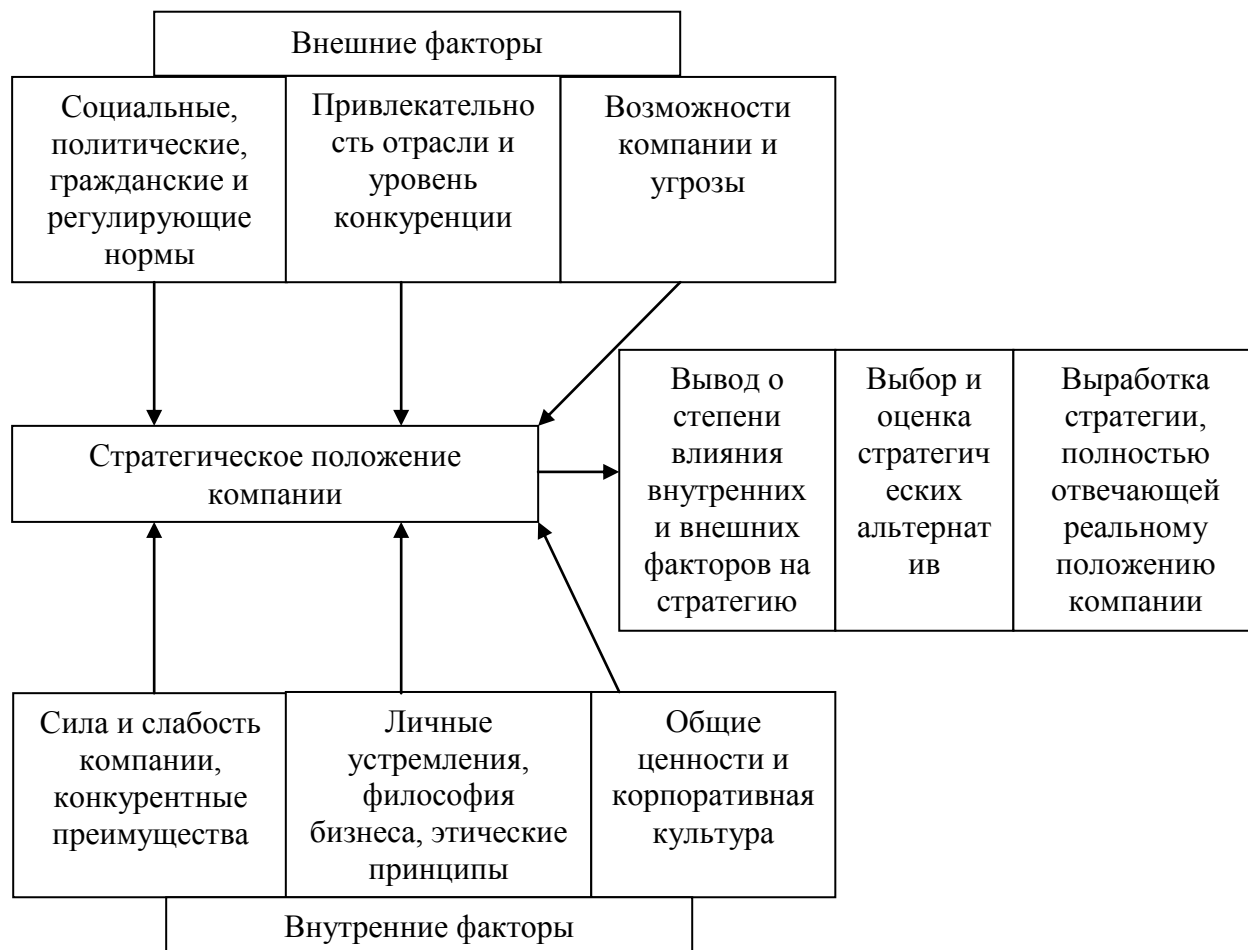 Внешние факторы
Социальные,
политические,
гражданские и
регулирующие
нормы
Привлекательно
сть отрасли и
уровень
конкуренции
Возможности
компании и
угрозы
Стратегическое положение
компании
Вывод о
степени
влияния
внутренних
и внешних
факторов на
стратегию
Выбор и
оценка
стратегич
еских
альтернат
ив
Выработка
стратегии,
полностью
отвечающей
реальному
положению
компании
Сила и слабость
компании,
конкурентные
преимущества
Личные
устремления,
философия
бизнеса, этические
принципы
Общие
ценности и
корпоративная
культура
Внутренние факторы